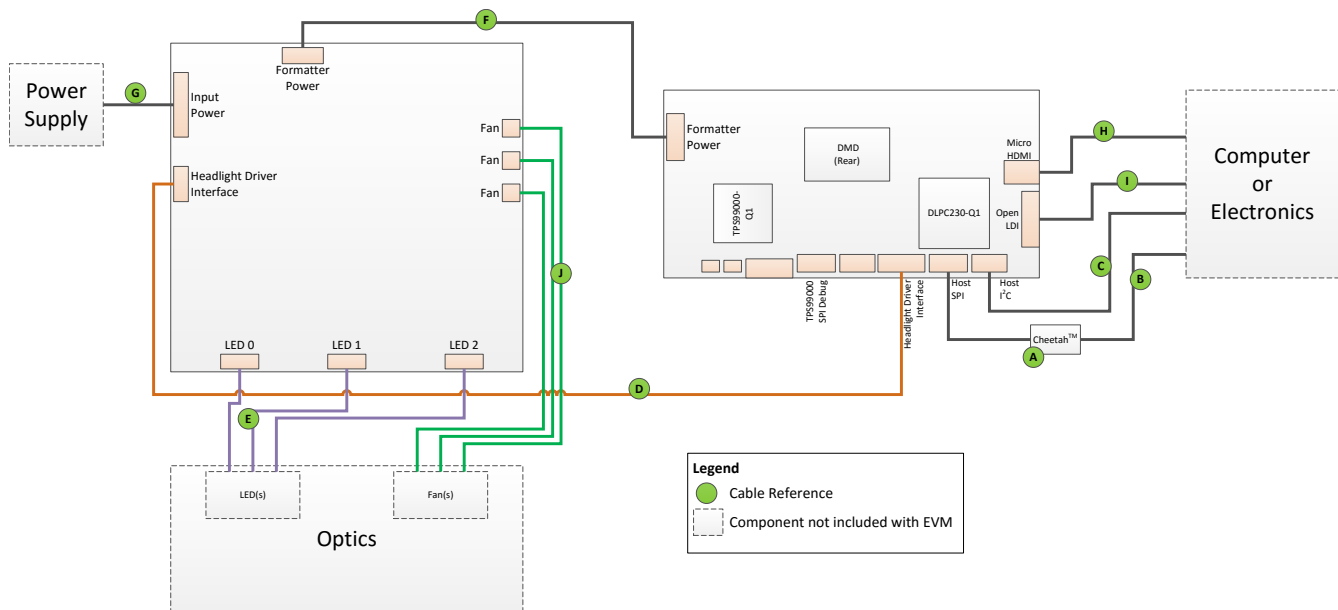 F
Formatter
Power
Power
Supply
G
Input
Power
Headlight Driver
Interface
Fan
Fan
Fan
J
LED 0
LED 1
LED 2
E
D
LED(s)
Fan(s)
Optics
Formatter
Power
DMD
(Rear)
TPS99000-
Q1
DLPC230-Q1
Micro
HDMI
Open
LDI
TPS99000
SPI Debug
Headlight Driver
Interface
Host
SPI
Host
I²C
H
I
C
B
Cheetah™
A
Computer
or
Electronics
Legend
Cable Reference
Component not included with EVM